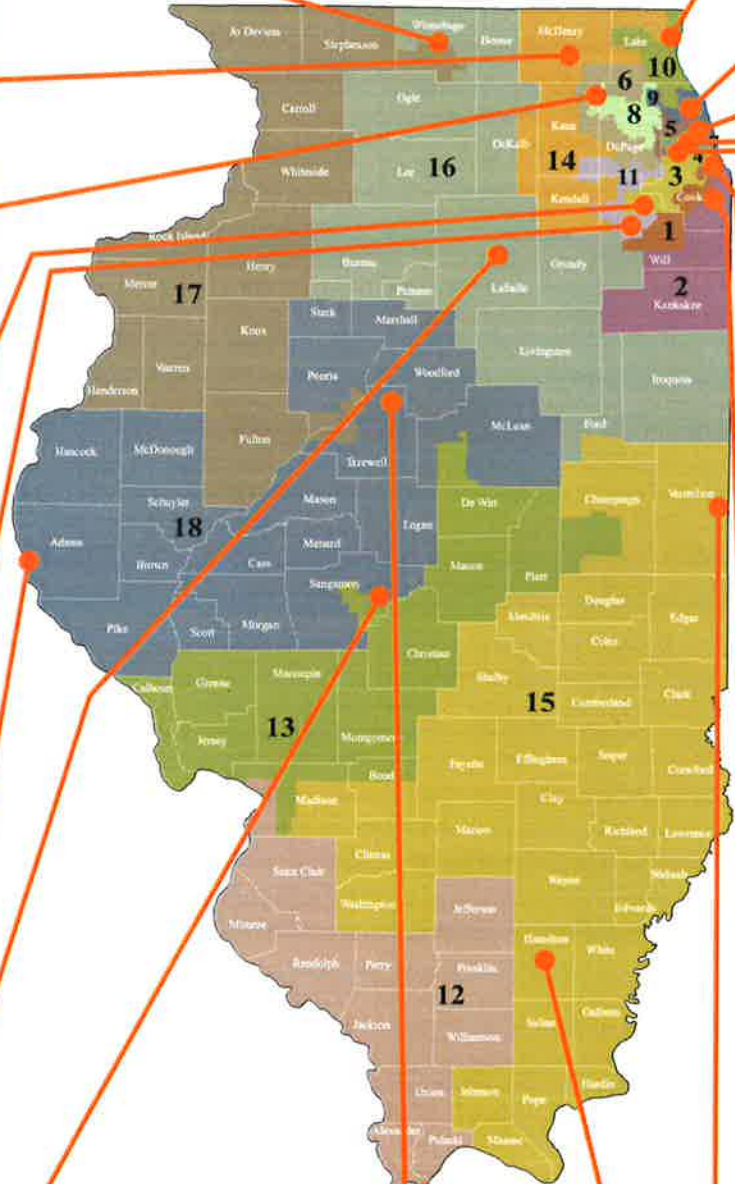 Jo Daviess
Stephenson
Winnebago
Boone
McHenry
Lake
10
Carroll
Ogle
6
9
8
5
Whiteside
Lee
16
DeKalb
Kane
14
DuPage
11
3
4
Cook
Kendall
1
Rock Island
Henry
Bureau
Putnam
LaSalle
Grundy
Will
2
Kankakee
Mercer
17
Knox
Stark
Marshall
Livingston
Iroquois
Henderson
Warren
Peoria
Woodford
Ford
Hancock
McDonough
Fulton
Tazewell
McLean
Schuyler
Mason
Logan
De Witt
Champaign
Vermilion
18
Adams
Brown
Cass
Menard
Macon
Piatt
Sangamon
Pike
Scott
Morgan
Christian
Moultrie
Douglas
Edgar
Coles
Calhoun
Greene
Macoupin
Shelby
15
Cumberland
Clark
Jersey
13
Montgomery
Fayette
Effingham
Jasper
Crawford
Bond
Madison
Clay
Marion
Richland
Lawrence
Clinton
Saint Clair
Washington
Wayne
Wabash
Edwards
Monroe
Jefferson
Hamilton
White
Randolph
Perry
Franklin
12
Jackson
Williamson
Saline
Gallatin
Union
Johnson
Pope
Hardin
Alexander
Pulaski
Massac